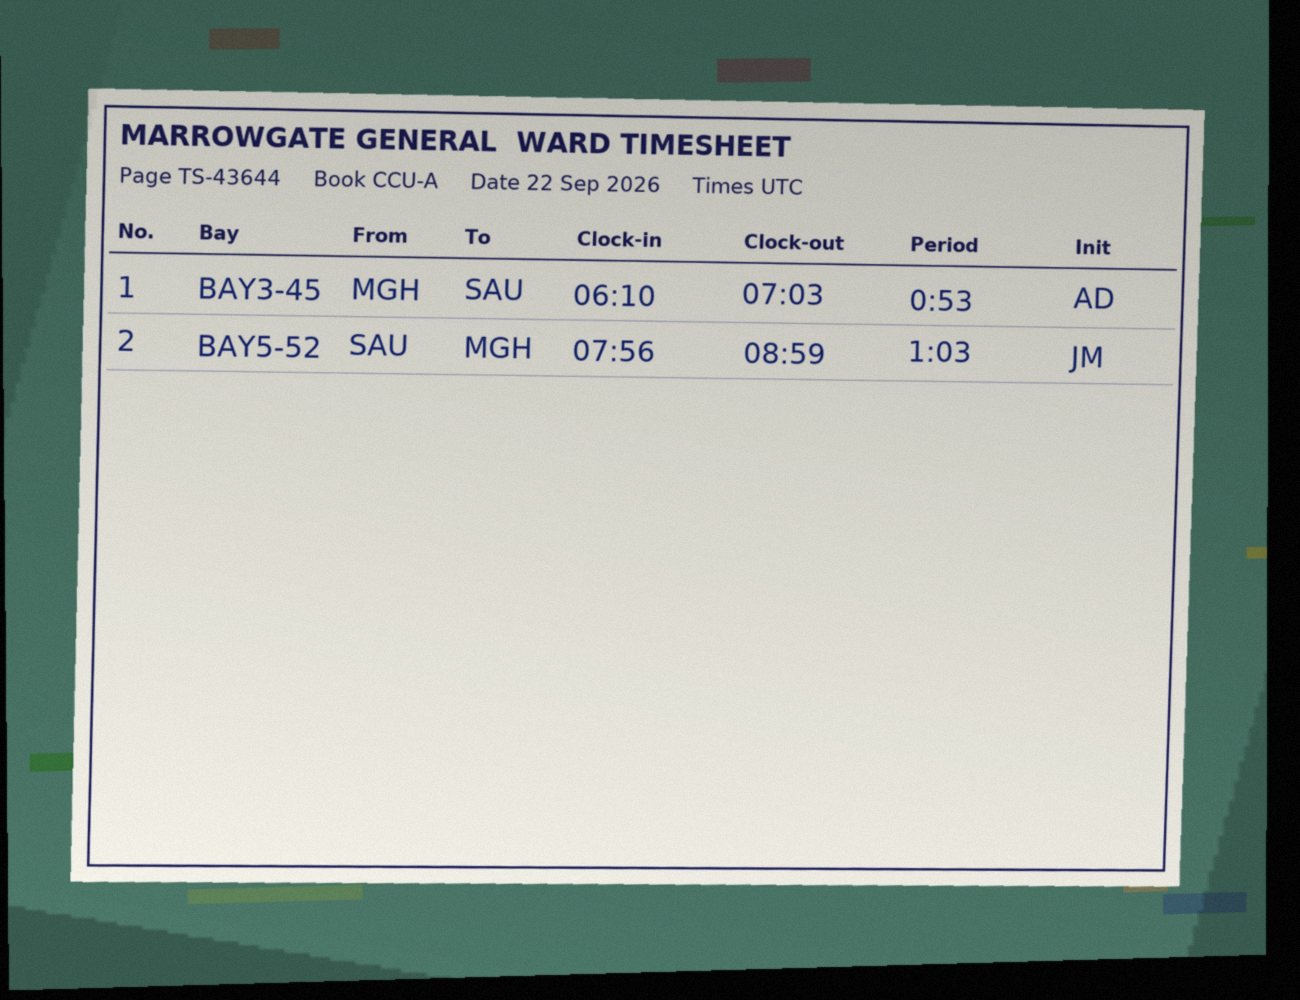 MARROWGATE GENERAL WARD TIMESHEET
Page TS-43644 Book CCU-A Date 22 Sep 2026 Times UTC
No. Bay From To Clock-in Clock-out Period Init
1 BAY3-45 MGH SAU 06:10 07:03 0:53 AD
2 BAY5-52 SAU MGH 07:56 08:59 1:03 JM